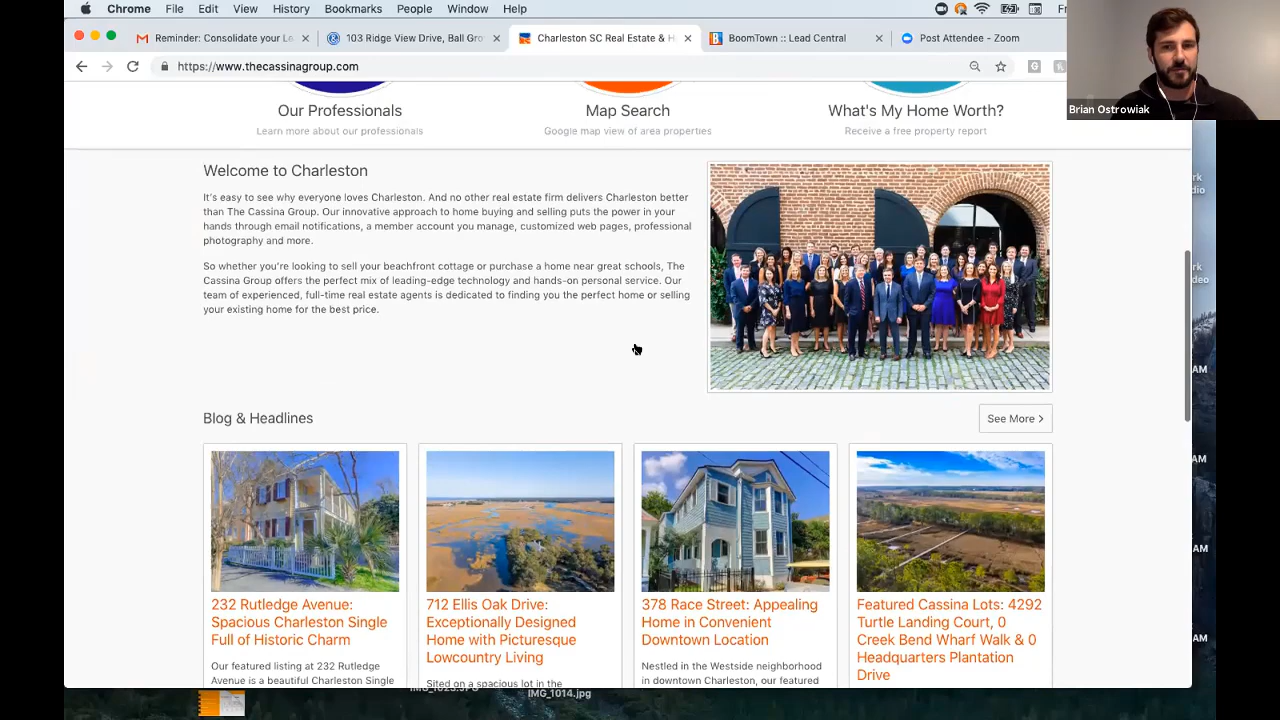 Chrome File Edit View History Bookmarks People Window Help
Reminder: Consolidate your Le
103 Ridge View Drive, Ball Gro
Charleston SC Real Estate & H
BoomTown :: Lead Central
Post Attendee - Zoom
https://www.thecassinagroup.com
Brian Ostrowiak
Our Professionals
Learn more about our professionals
Map Search
Google map view of area properties
What's My Home Worth?
Receive a free property report
Welcome to Charleston
It's easy to see why everyone loves Charleston. And no other real estate firm delivers Charleston better
than The Cassina Group. Our innovative approach to home buying and selling puts the power in your
hands through email notifications, a member account you manage, customized web pages, professional
photography and more.
So whether you're looking to sell your beachfront cottage or purchase a home near great schools, The
Cassina Group offers the perfect mix of leading-edge technology and hands-on personal service. Our
team of experienced, full-time real estate agents is dedicated to finding you the perfect home or selling
your existing home for the best price.
Blog & Headlines
See More >
232 Rutledge Avenue:
Spacious Charleston Single
Full of Historic Charm
Our featured listing at 232 Rutledge
Avenue is a beautiful Charleston Single
712 Ellis Oak Drive:
Exceptionally Designed
Home with Picturesque
Lowcountry Living
Sited on a spacious lot in the
378 Race Street: Appealing
Home in Convenient
Downtown Location
Nestled in the Westside neighborhood
in downtown Charleston, our featured
Featured Cassina Lots: 4292
Turtle Landing Court, 0
Creek Bend Wharf Walk & 0
Headquarters Plantation
Drive
AM
AM
AM
AM
IMG_1014.jpg